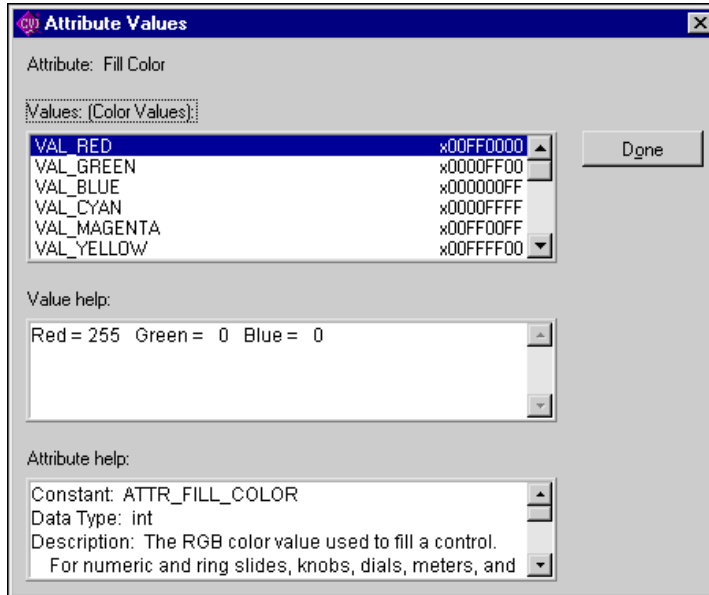 CVI Attribute Values
Attribute: Fill Color
Values: (Color Values):
VAL_RED x00FF0000
VAL_GREEN x0000FF00
VAL_BLUE x000000FF
VAL_CYAN x0000FFFF
VAL_MAGENTA x00FF00FF
VAL_YELLOW x00FFFF00
Done
Value help:
Red = 255 Green = 0 Blue = 0
Attribute help:
Constant: ATTR_FILL_COLOR
Data Type: int
Description: The RGB color value used to fill a control.
For numeric and ring slides, knobs, dials, meters, and